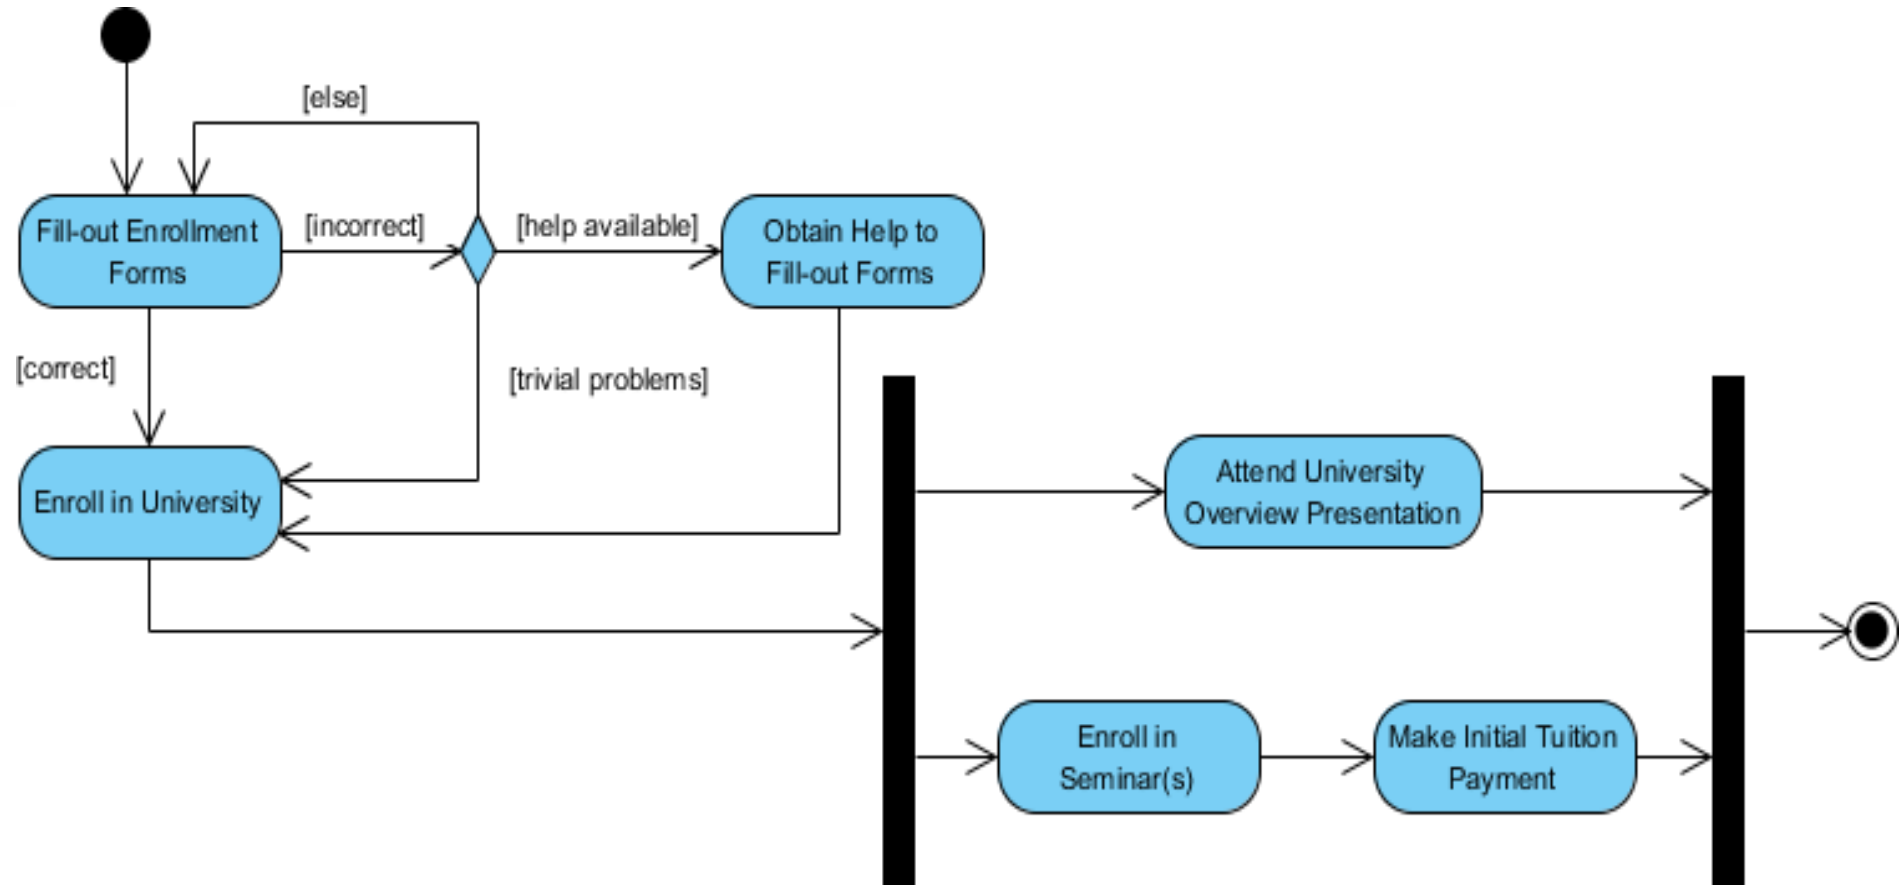 [else]
Fill-out Enrollment
Forms
[incorrect]
[help available]
Obtain Help to
Fill-out Forms
[correct]
[trivial problems]
Enroll in University
Attend University
Overview Presentation
Enroll in
Seminar(s)
Make Initial Tuition
Payment